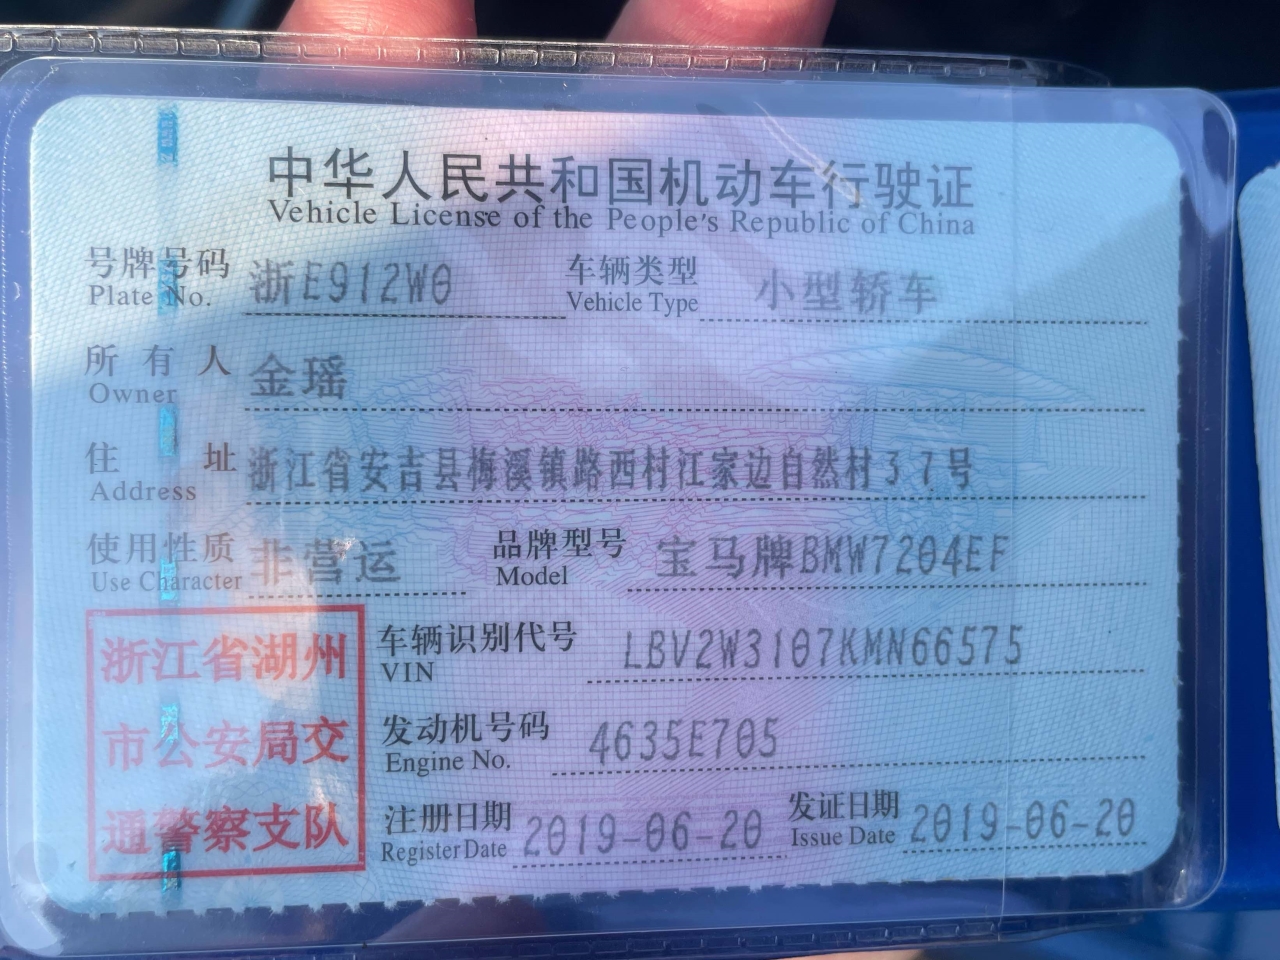 中华人民共和国机动车行驶证
Vehicle License of the People's Republic of China
号牌号码 浙E912W0 车辆类型 小型轿车
Plate No. Vehicle Type
所有人 金瑶
Owner
住址 浙江省安吉县梅溪镇路西村江家边自然村37号
Address
使用性质 非营运 品牌型号 宝马牌BMW7204EF
Use Character Model
浙江省湖州
市公安局交
通警察支队
车辆识别代号 LBV2W3107KMN66575
VIN
发动机号码 4635E705
Engine No.
注册日期 2019-06-20 发证日期 2019-06-20
Register Date Issue Date